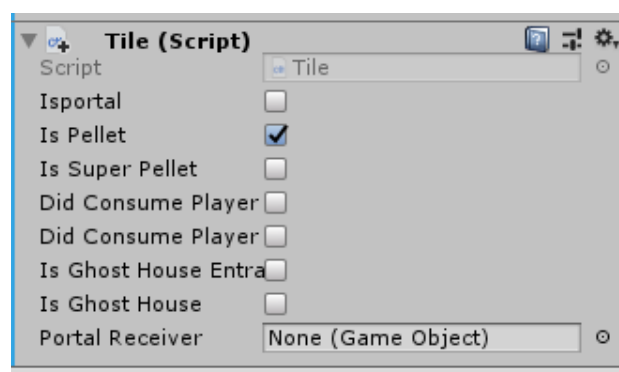 Tile (Script)
Script Tile
Isportal
Is Pellet
Is Super Pellet
Did Consume Player
Did Consume Player
Is Ghost House Entra
Is Ghost House
Portal Receiver None (Game Object)